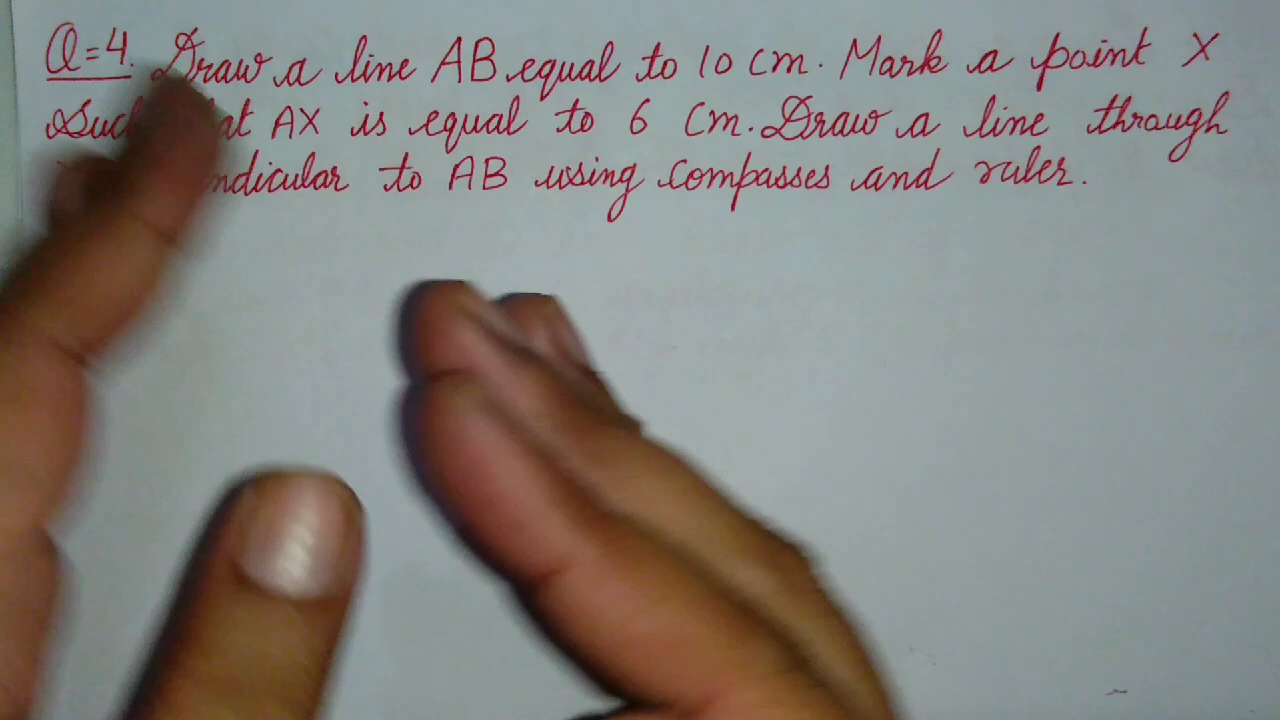 Q=4. Draw a line AB equal to 10 cm. Mark a point X
AX is equal to 6 cm. Draw a line through
to AB using compasses and ruler.